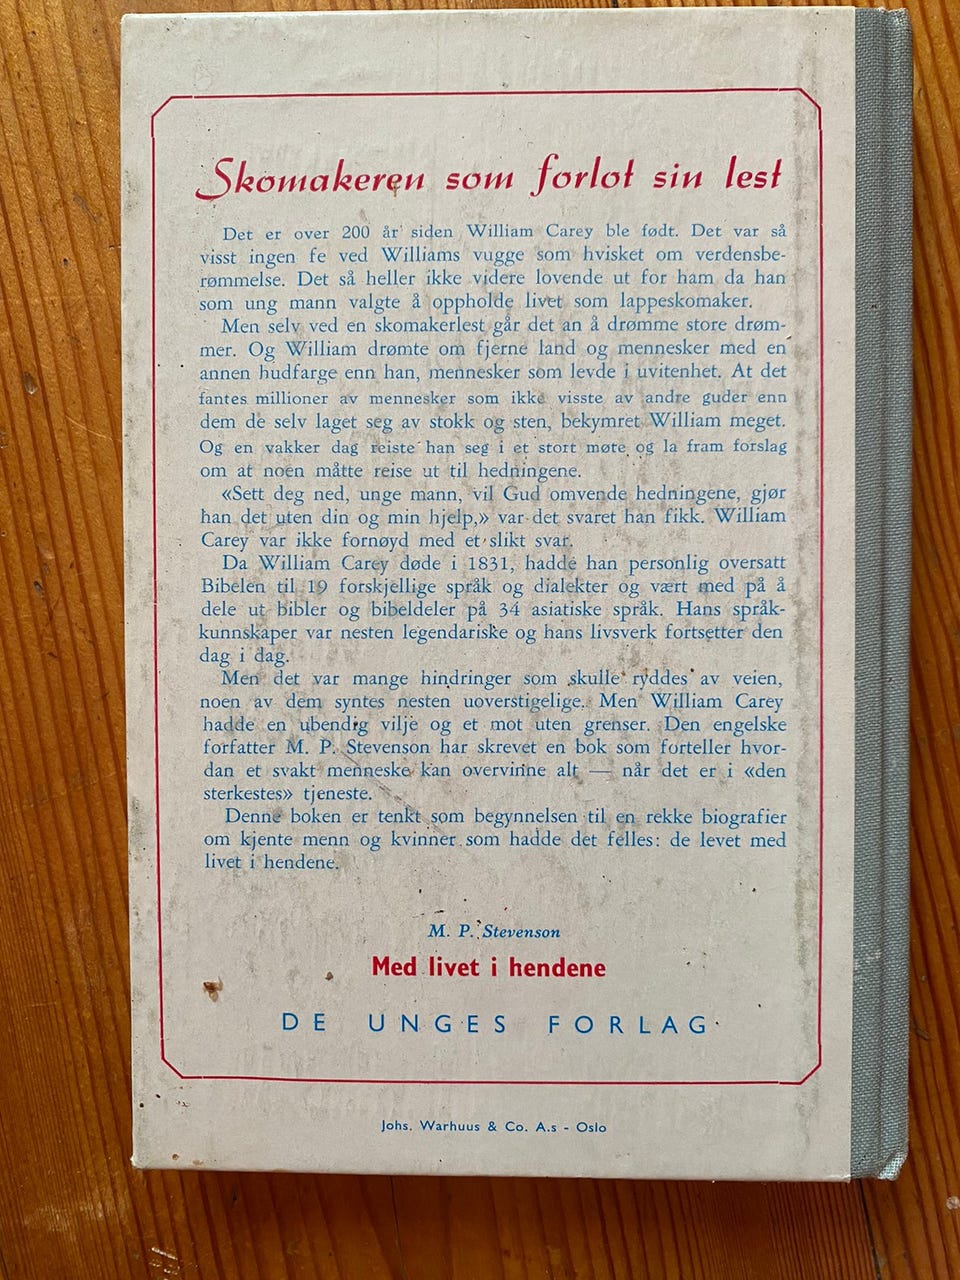 Skomakeren som forlot sin lest
Det er over 200 år siden William Carey ble født. Det var så
visst ingen fe ved Williams vugge som hvisket om verdensbe-
rømmelse. Det så heller ikke videre lovende ut for ham da han
som ung mann valgte å oppholde livet som lappeskomaker.
Men selv ved en skomakerlest går det an å drømme store drøm-
mer. Og William drømte om fjerne land og mennesker med en
annen hudfarge enn han, mennesker som levde i uvitenhet. At det
fantes millioner av mennesker som ikke visste av andre guder enn
dem de selv laget seg av stokk og sten, bekymret William meget.
Og en vakker dag reiste han seg i et stort møte og la fram forslag
om at noen måtte reise ut til hedningene.
«Sett deg ned, unge mann, vil Gud omvende hedningene, gjør
han det uten din og min hjelp,» var det svaret han fikk. William
Carey var ikke fornøyd med et slikt svar.
Da William Carey døde i 1831, hadde han personlig oversatt
Bibelen til 19 forskjellige språk og dialekter og vært med på å
dele ut bibler og bibeldeler på 34 asiatiske språk. Hans språk-
kunnskaper var nesten legendariske og hans livsverk fortsetter den
dag i dag.
Men det var mange hindringer som skulle ryddes av veien,
noen av dem syntes nesten uoverstigelige. Men William Carey
hadde en ubendig vilje og et mot uten grenser. Den engelske
forfatter M. P. Stevenson har skrevet en bok som forteller hvor-
dan et svakt menneske kan overvinne alt — når det er i «den
sterkestes» tjeneste.
Denne boken er tenkt som begynnelsen til en rekke biografier
om kjente menn og kvinner som hadde det felles: de levet med
livet i hendene.
M. P. Stevenson
Med livet i hendene
DE UNGES FORLAG
Johs. Warhuus & Co. A.s - Oslo